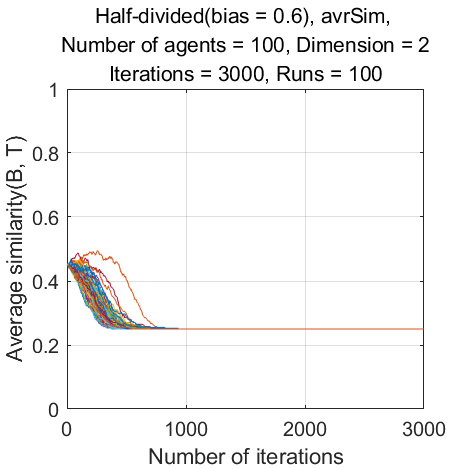 Half-divided(bias = 0.6), avrSim,
Number of agents = 100, Dimension = 2
Iterations = 3000, Runs = 100
1
0.8
0.6
0.4
0.2
0
Average similarity(B, T)
0 1000 2000 3000
Number of iterations